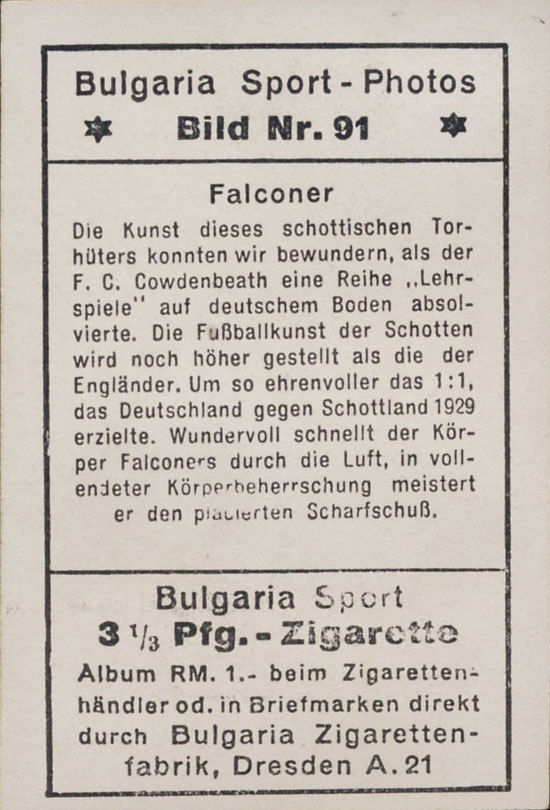 Bulgaria Sport - Photos
Bild Nr. 91
Falconer
Die Kunst dieses schottischen Tor-
hüters konnten wir bewundern, als der
F. C. Cowdenbeath eine Reihe „Lehr-
spiele" auf deutschem Boden absol-
vierte. Die Fußballkunst der Schotten
wird noch höher gestellt als die der
Engländer. Um so ehrenvoller das 1:1,
das Deutschland gegen Schottland 1929
erzielte. Wundervoll schnellt der Kör-
per Falconers durch die Luft, in voll-
endeter Körperbeherrschung meistert
er den placierten Scharfschuß.
Bulgaria Sport
3 1/3 Pfg. - Zigarette
Album RM. 1.- beim Zigaretten-
händler od. in Briefmarken direkt
durch Bulgaria Zigaretten-
fabrik, Dresden A. 21